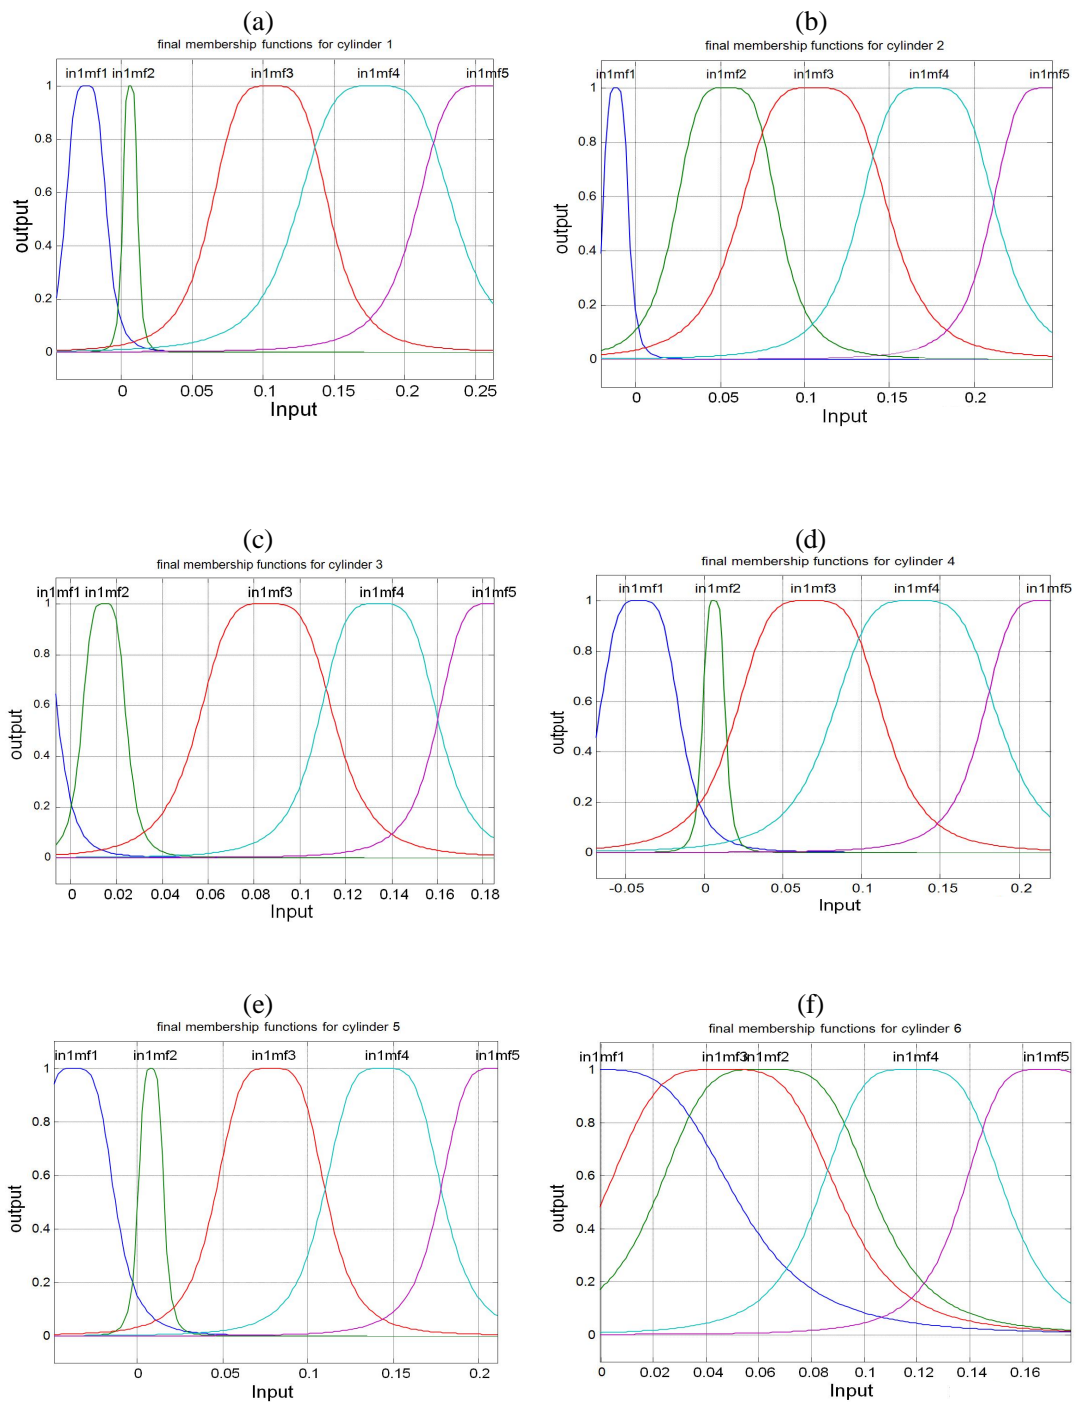 (a)
final membership functions for cylinder 1
in1mf1 in1mf2 in1mf3 in1mf4 in1mf5
1
0.8
0.6
0.4
0.2
0
output
0 0.05 0.1 0.15 0.2 0.25
Input
(b)
final membership functions for cylinder 2
in1mf1 in1mf2 in1mf3 in1mf4 in1mf5
1
0.8
0.6
0.4
0.2
0
output
0 0.05 0.1 0.15 0.2
Input
(c)
final membership functions for cylinder 3
in1mf1 in1mf2 in1mf3 in1mf4 in1mf5
1
0.8
0.6
0.4
0.2
0
output
0 0.02 0.04 0.06 0.08 0.1 0.12 0.14 0.16 0.18
Input
(d)
final membership functions for cylinder 4
in1mf1 in1mf2 in1mf3 in1mf4 in1mf5
1
0.8
0.6
0.4
0.2
0
output
-0.05 0 0.05 0.1 0.15 0.2
Input
(e)
final membership functions for cylinder 5
in1mf1 in1mf2 in1mf3 in1mf4 in1mf5
1
0.8
0.6
0.4
0.2
0
output
0 0.05 0.1 0.15 0.2
Input
(f)
final membership functions for cylinder 6
in1mf1 in1mf3 in1mf2 in1mf4 in1mf5
1
0.8
0.6
0.4
0.2
0
output
0.00 0.02 0.04 0.06 0.08 0.1 0.12 0.14 0.16
Input